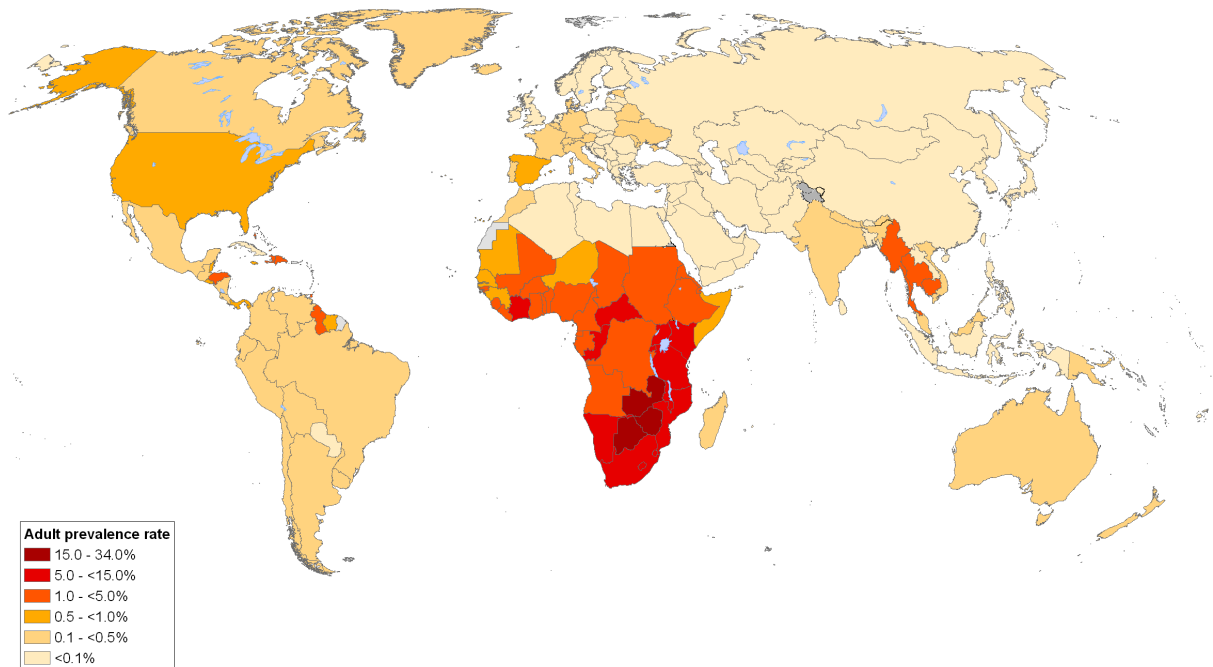 Adult prevalence rate
15.0 - 34.0%
5.0 - <15.0%
1.0 - <5.0%
0.5 - <1.0%
0.1 - <0.5%
<0.1%